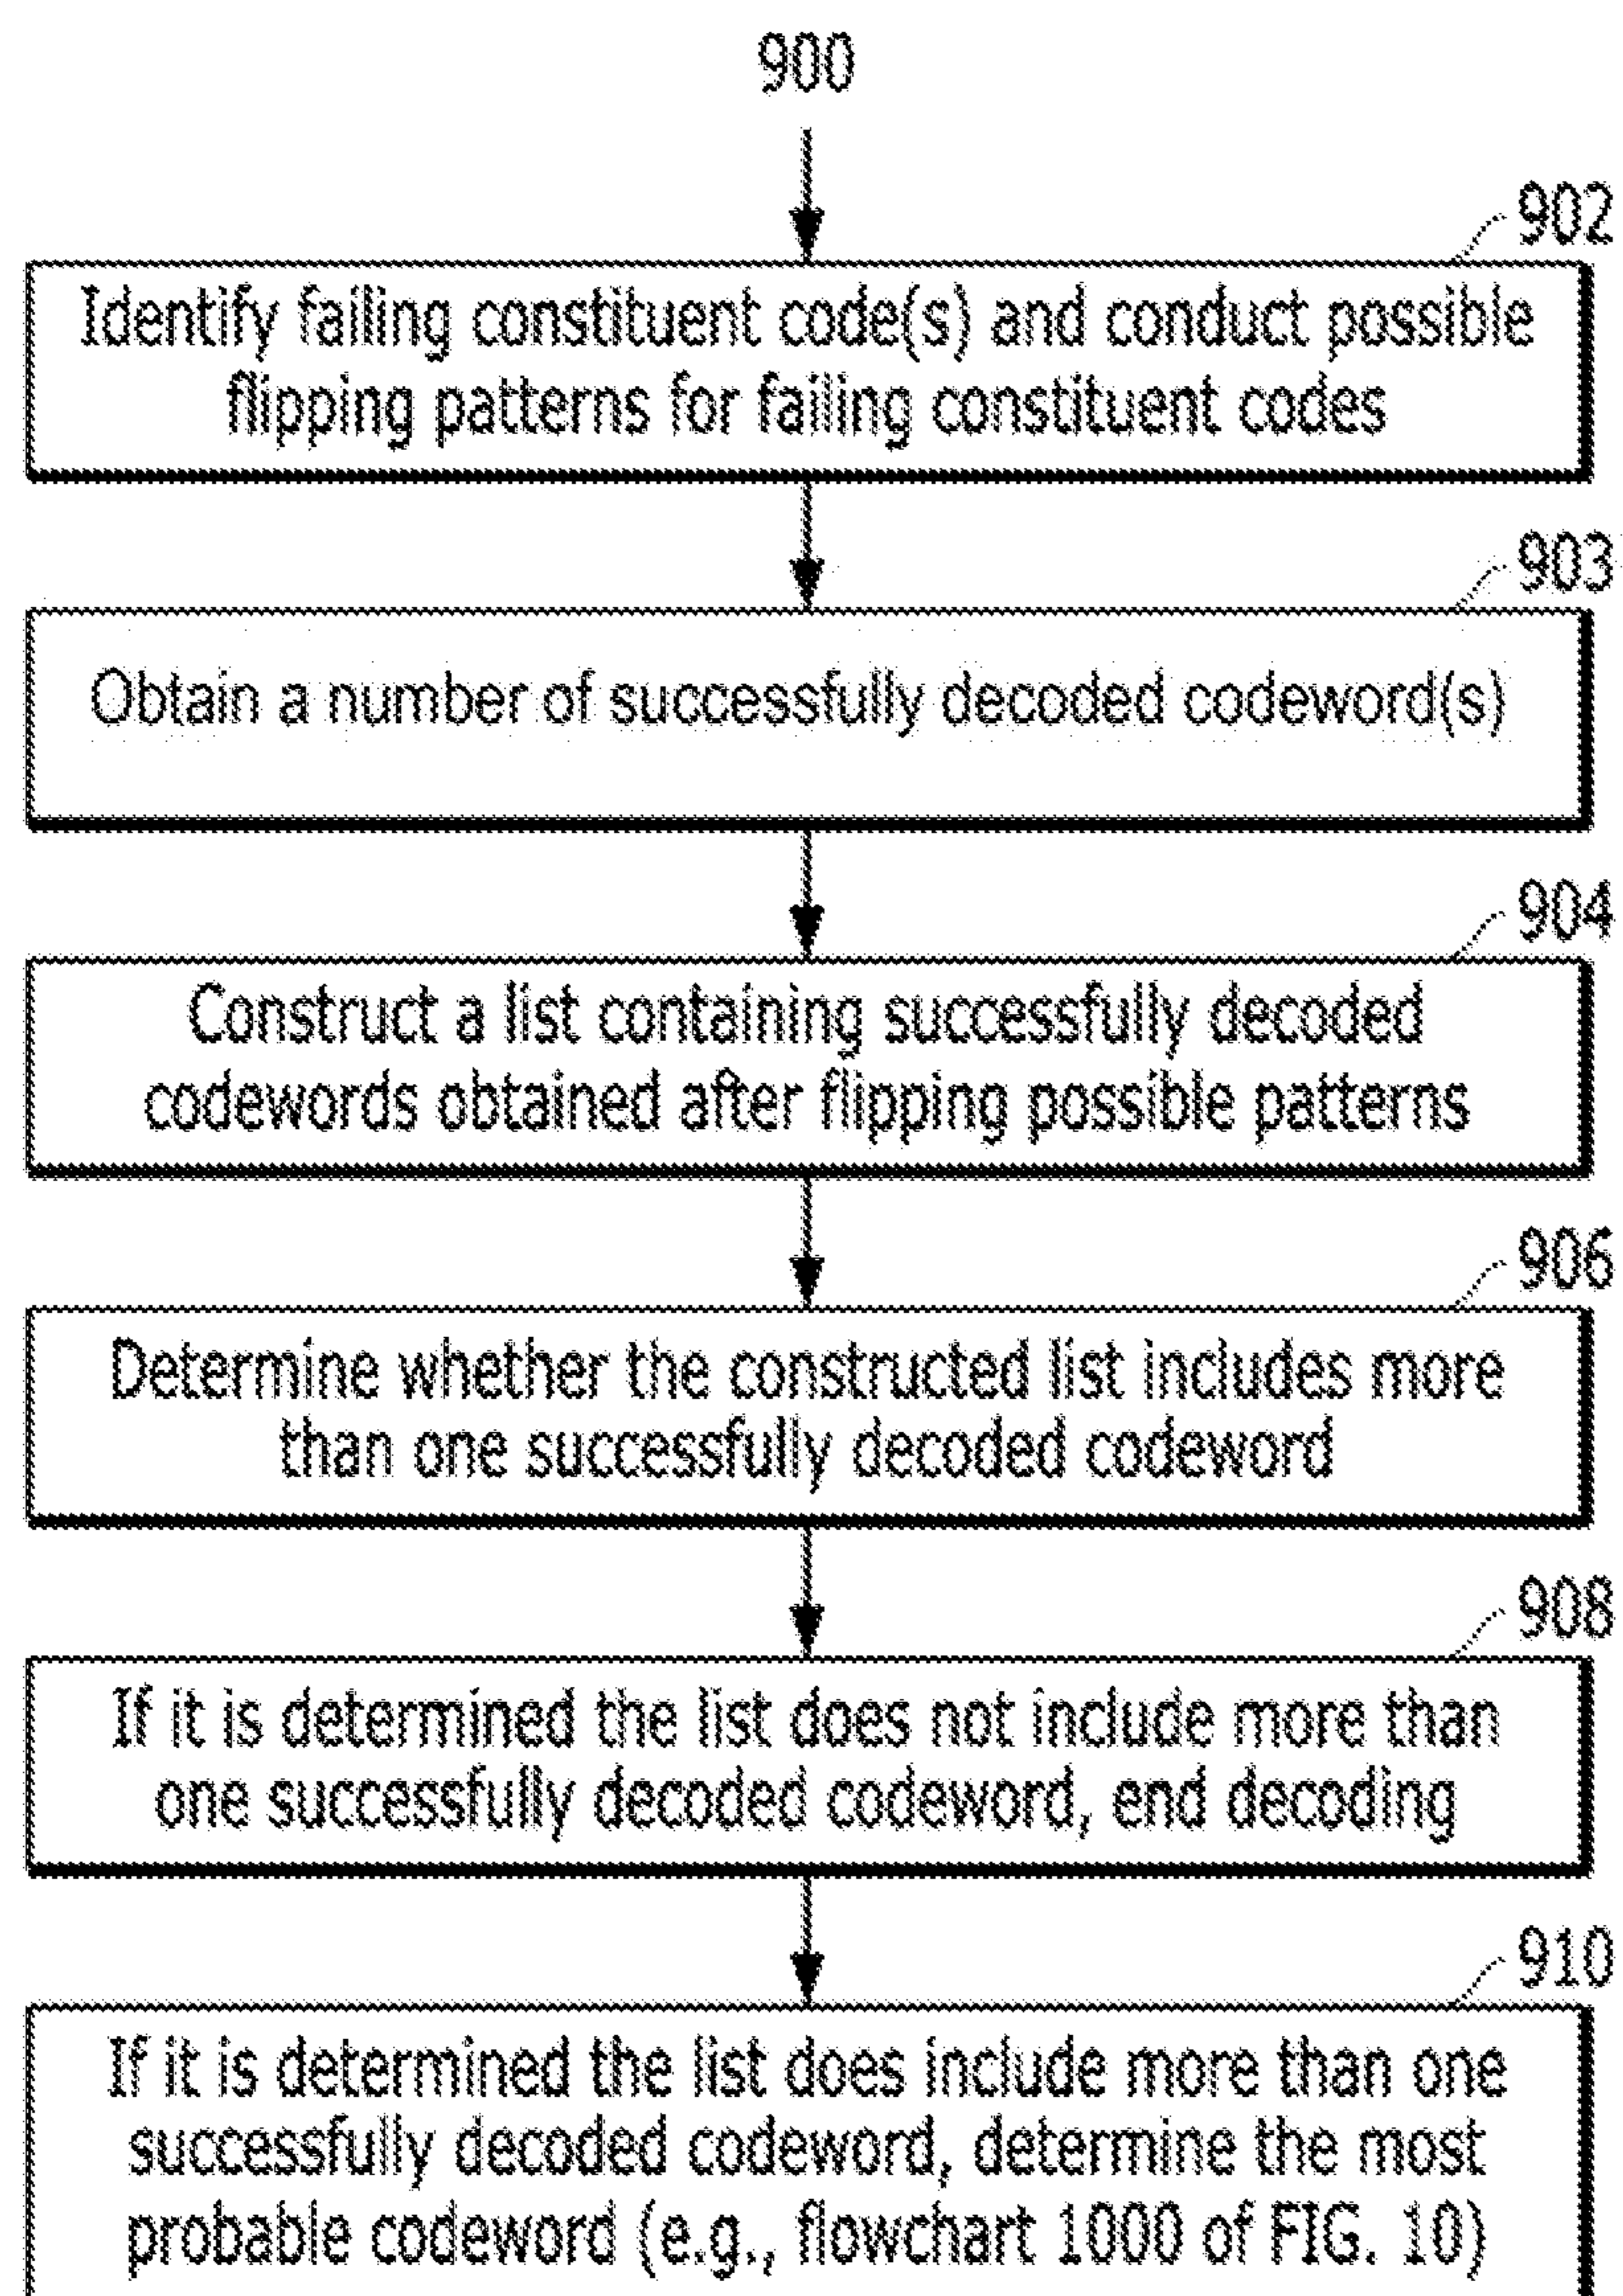 900
902
Identify failing constituent code(s) and conduct possible
flipping patterns for failing constituent codes
903
Obtain a number of successfully decoded codeword(s)
904
Construct a list containing successfully decoded
codewords obtained after flipping possible patterns
906
Determine whether the constructed list includes more
than one successfully decoded codeword
908
If it is determined the list does not include more than
one successfully decoded codeword, end decoding
910
If it is determined the list does include more than one
successfully decoded codeword, determine the most
probable codeword (e.g., flowchart 1000 of FIG. 10)